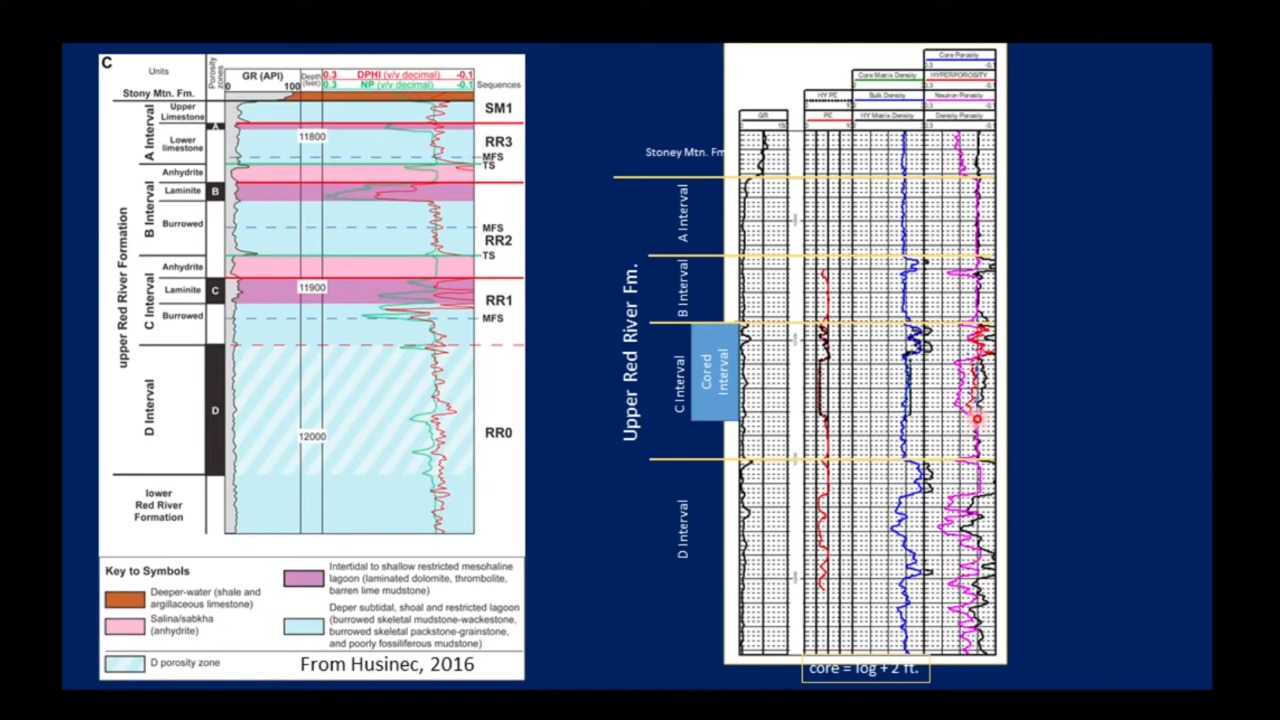 C
Units
Porosity zones
GR (API)
0
100
Depth (feet)
0.3 DPHI (v/v decimal) -0.1
0.3 NP (v/v decimal) -0.1
Sequences
Stony Mtn. Fm.
upper Red River Formation
A Interval
Upper
Limestone
Lower
limestone
Anhydrite
B Interval
Laminite
Burrowed
Anhydrite
C Interval
Laminite
Burrowed
D Interval
lower
Red River
Formation
A
B
C
D
11800
11900
12000
SM1
RR3
MFS
TS
MFS
RR2
TS
RR1
MFS
RR0
Key to Symbols
Deeper-water (shale and
argillaceous limestone)
Salina/sabkha
(anhydrite)
D porosity zone
Intertidal to shallow restricted mesohaline
lagoon (laminated dolomite, thrombolite,
barren lime mudstone)
Deper subtidal, shoal and restricted lagoon
(burrowed skeletal mudstone-wackestone,
burrowed skeletal packstone-grainstone,
and poorly fossiliferous mudstone)
From Husinec, 2016
Core Porosity
Core Matrix Density
HYPERPOROSITY
HY PE
Bulk Density
Neutron Porosity
GR
PE
HY Matrix Density
Density Porosity
Stoney Mtn. Fm
Upper Red River Fm.
A Interval
B Interval
C Interval
Cored
Interval
D Interval
core = log + 2 ft.